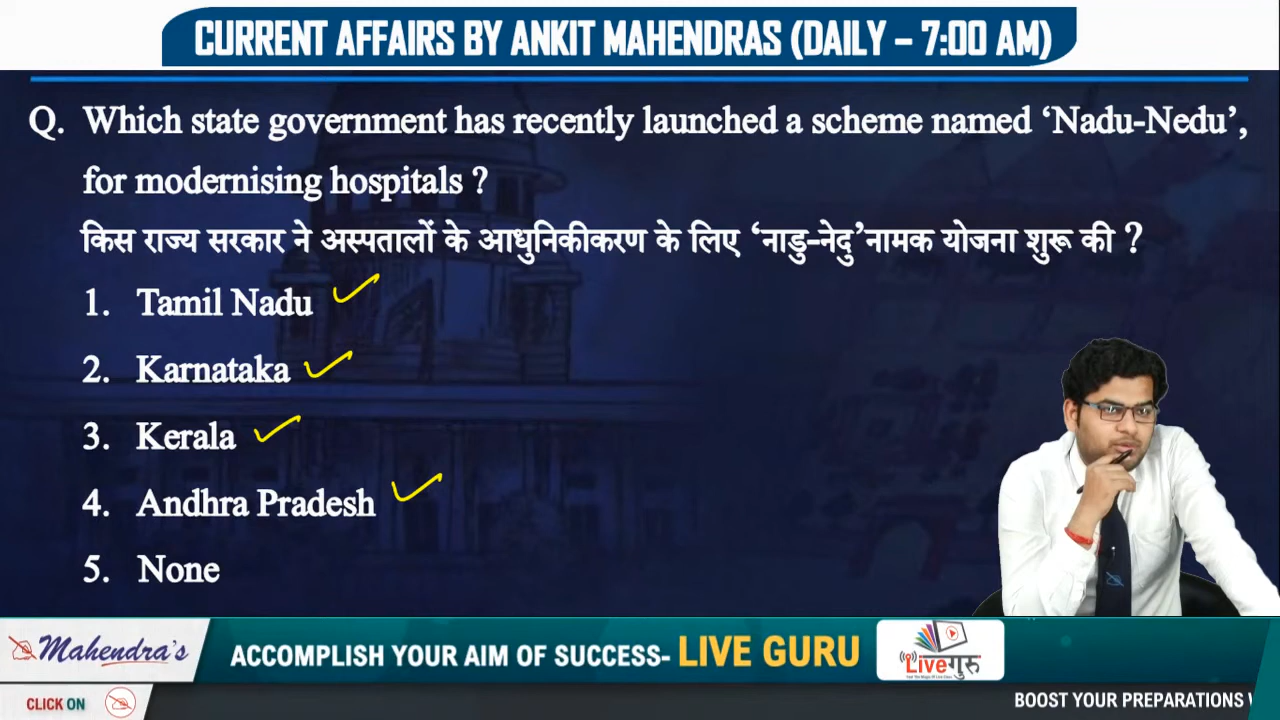 CURRENT AFFAIRS BY ANKIT MAHENDRAS (DAILY – 7:00 AM)
Q. Which state government has recently launched a scheme named ‘Nadu-Nedu’,
for modernising hospitals ?
किस राज्य सरकार ने अस्पतालों के आधुनिकीकरण के लिए ‘नाडु-नेदु’नामक योजना शुरू की ?
1. Tamil Nadu
2. Karnataka
3. Kerala
4. Andhra Pradesh
5. None
Mahendra's
ACCOMPLISH YOUR AIM OF SUCCESS- LIVE GURU
Liveगुरु
CLICK ON
BOOST YOUR PREPARATIONS